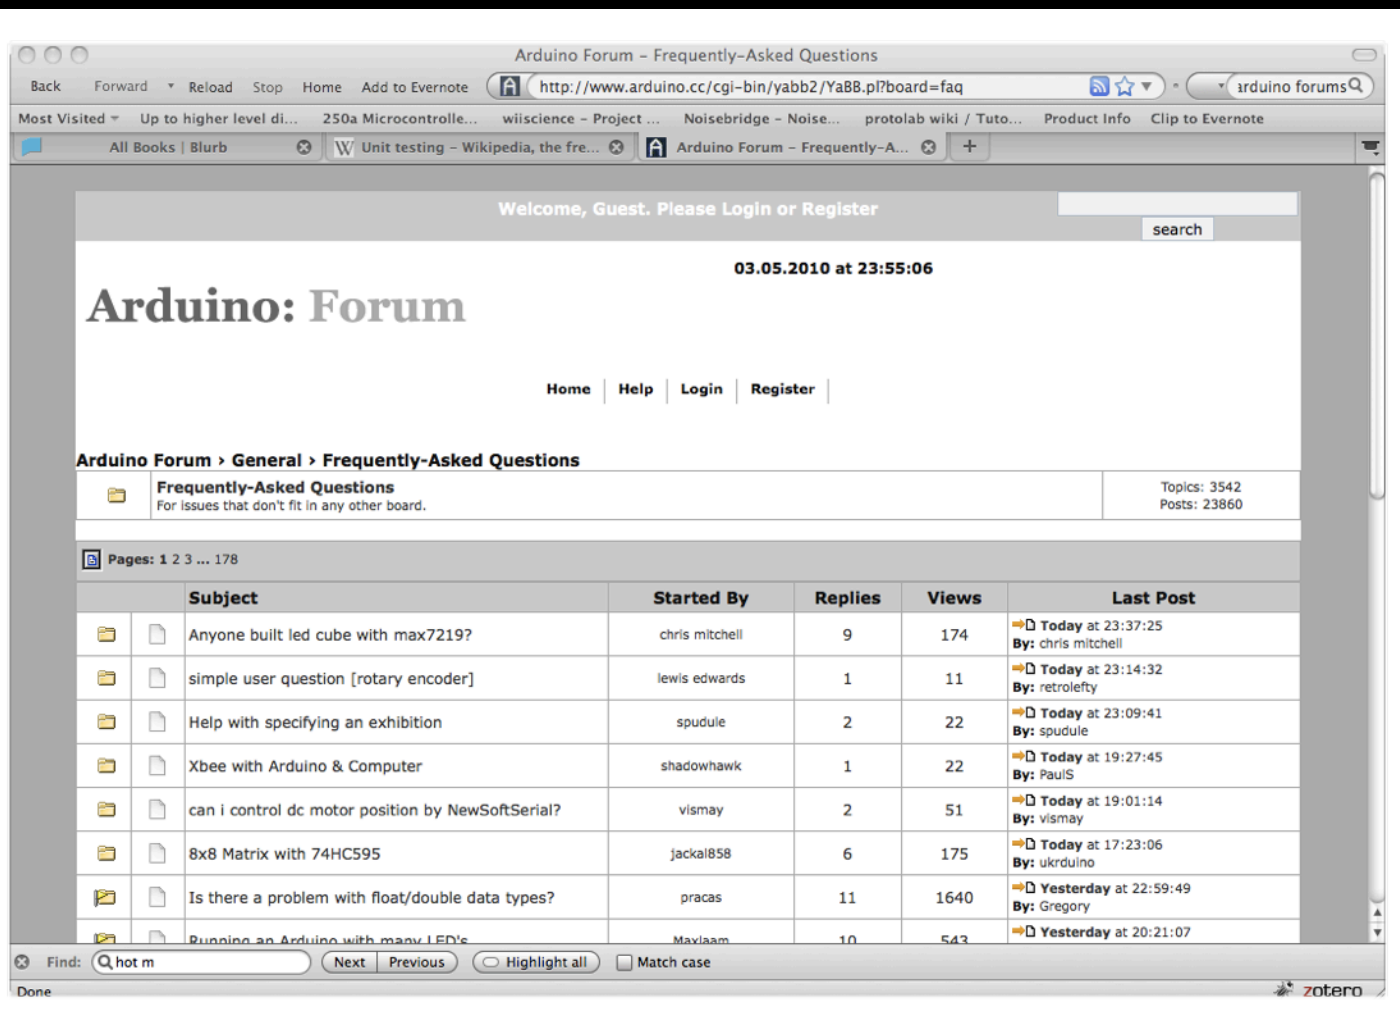 Arduino Forum – Frequently-Asked Questions
Back Forward Reload Stop Home Add to Evernote http://www.arduino.cc/cgi-bin/yabb2/YaBB.pl?board=faq arduino forums
Most Visited Up to higher level di... 250a Microcontrolle... wiiscience – Project ... Noisebridge – Noise... protolab wiki / Tuto... Product Info Clip to Evernote
All Books | Blurb W Unit testing – Wikipedia, the fre... A Arduino Forum – Frequently-A... +
Welcome, Guest. Please Login or Register
search
03.05.2010 at 23:55:06
Arduino: Forum
Home Help Login Register
Arduino Forum › General › Frequently-Asked Questions
Frequently-Asked Questions
For issues that don't fit in any other board.
Topics: 3542
Posts: 23860
Pages: 1 2 3 ... 178
Subject Started By Replies Views Last Post
Anyone built led cube with max7219? chris mitchell 9 174 Today at 23:37:25
By: chris mitchell
simple user question [rotary encoder] lewis edwards 1 11 Today at 23:14:32
By: retrolefty
Help with specifying an exhibition spudule 2 22 Today at 23:09:41
By: spudule
Xbee with Arduino & Computer shadowhawk 1 22 Today at 19:27:45
By: PaulS
can i control dc motor position by NewSoftSerial? vismay 2 51 Today at 19:01:14
By: vismay
8x8 Matrix with 74HC595 jackal858 6 175 Today at 17:23:06
By: ukrduino
Is there a problem with float/double data types? pracas 11 1640 Yesterday at 22:59:49
By: Gregory
Running an Arduino with many LED's Maxlaam 10 543 Yesterday at 20:21:07
Find: hot m Next Previous Highlight all Match case
Done zotero